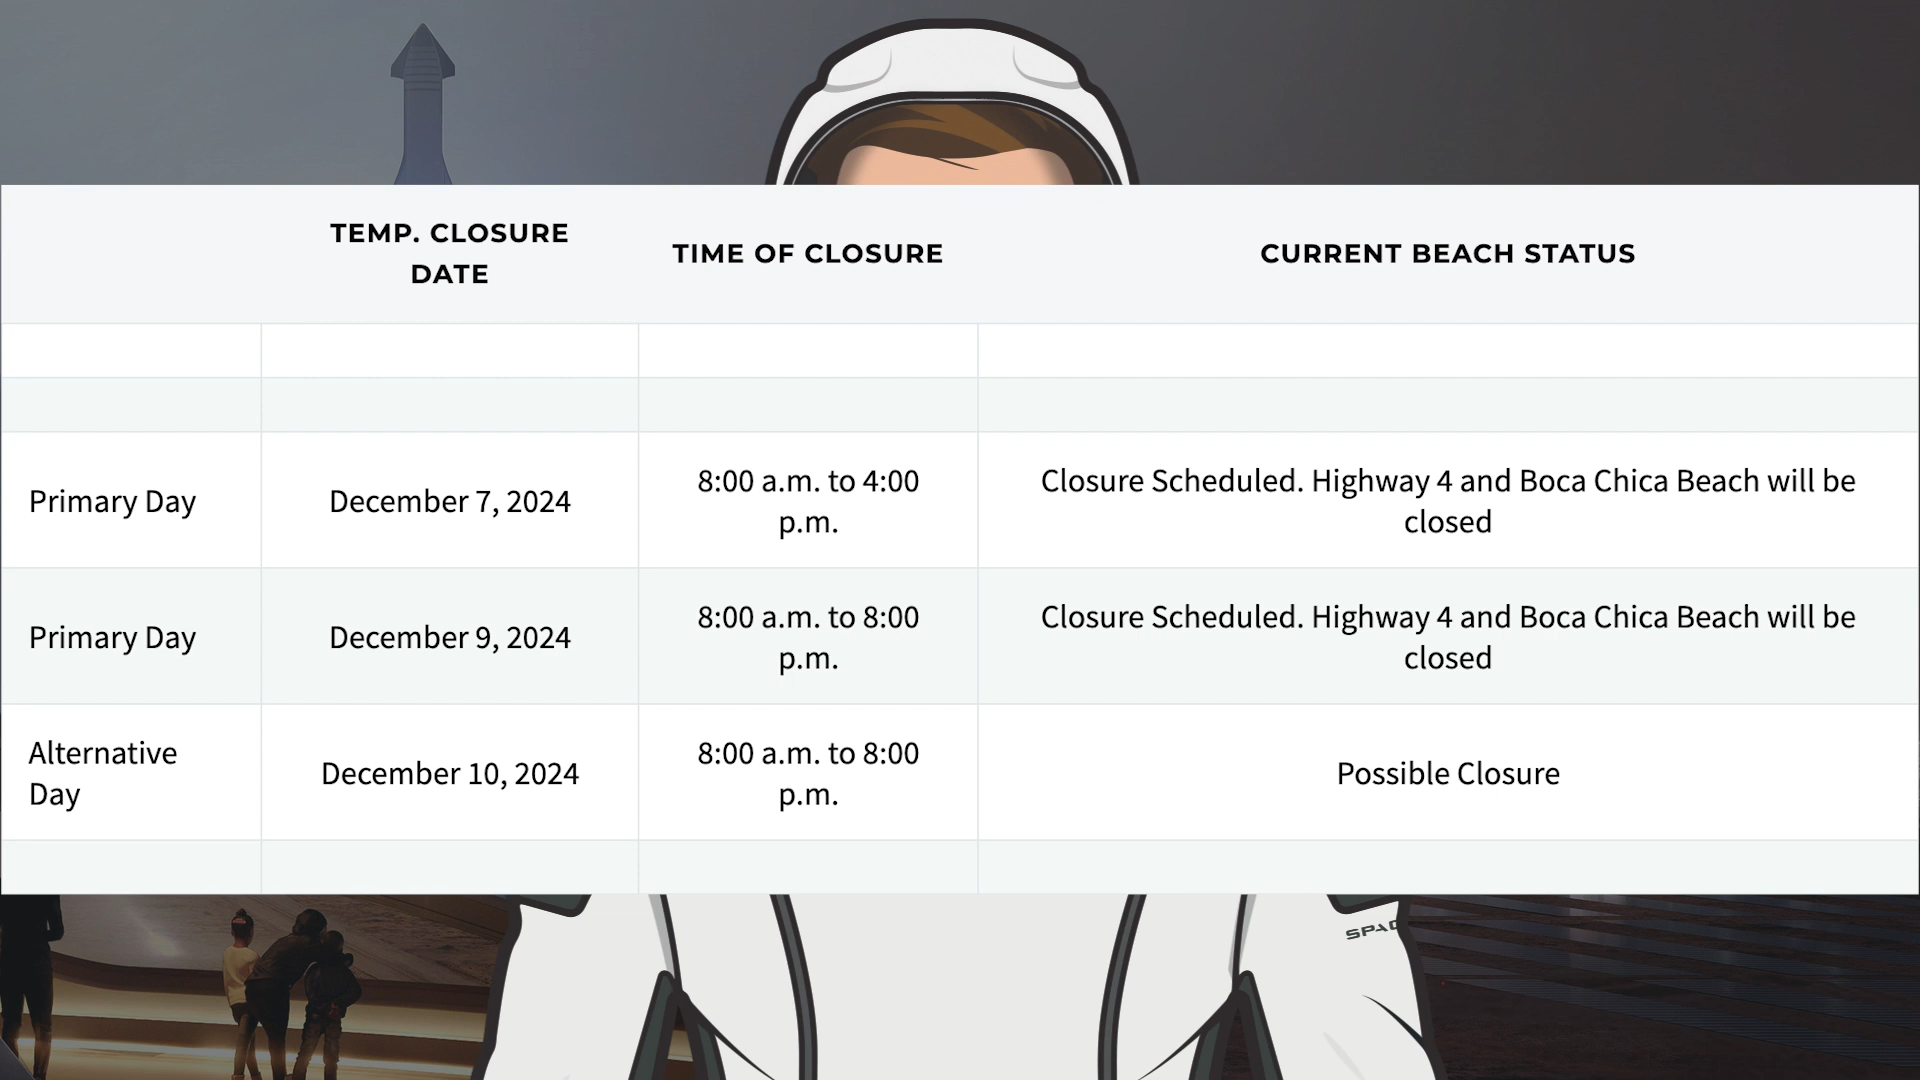 TEMP. CLOSURE
DATE
TIME OF CLOSURE
CURRENT BEACH STATUS
Primary Day
December 7, 2024
8:00 a.m. to 4:00
p.m.
Closure Scheduled. Highway 4 and Boca Chica Beach will be
closed
Primary Day
December 9, 2024
8:00 a.m. to 8:00
p.m.
Closure Scheduled. Highway 4 and Boca Chica Beach will be
closed
Alternative
Day
December 10, 2024
8:00 a.m. to 8:00
p.m.
Possible Closure
SPAC